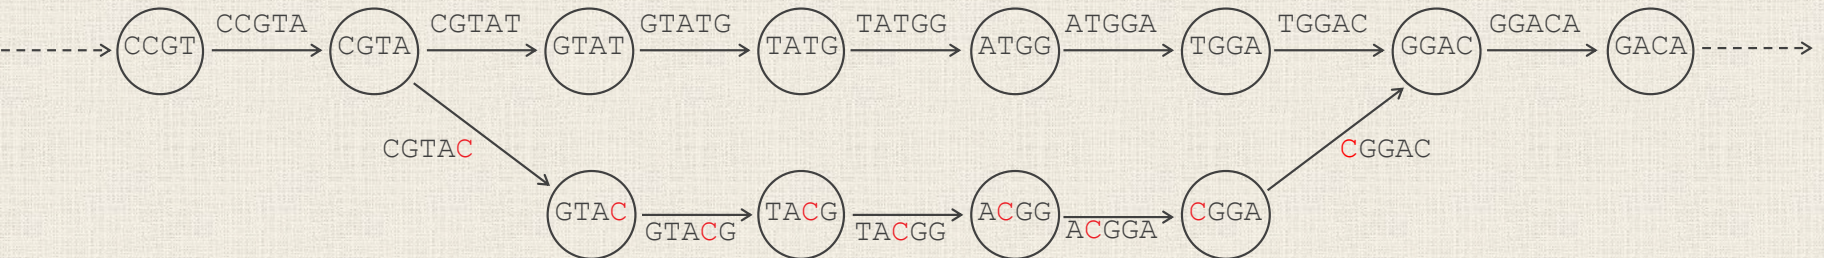 CCGTA CGTAT GTATG TATGG ATGGA TGGAC GGACA
CCGT CGTA GTAT TATG ATGG TGGA GGAC GACA
CGTAC CGGAC
GTAC TACG ACGG CGGA
GTACG TACGG ACGGA